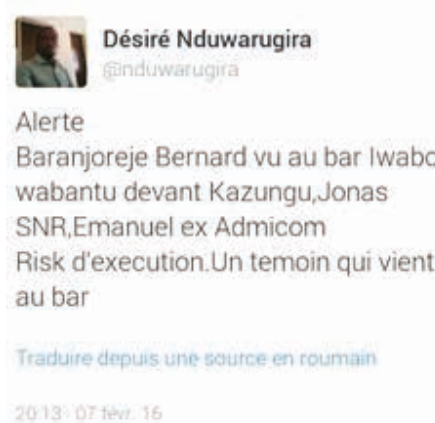 Désiré Nduwarugira
@nduwarugira
Alerte
Baranjoreje Bernard vu au bar Iwabo
wabantu devant Kazungu,Jonas
SNR,Emanuel ex Admicom
Risk d'execution.Un temoin qui vient
au bar
Traduire depuis une source en roumain
20:13 · 07 févr. 16